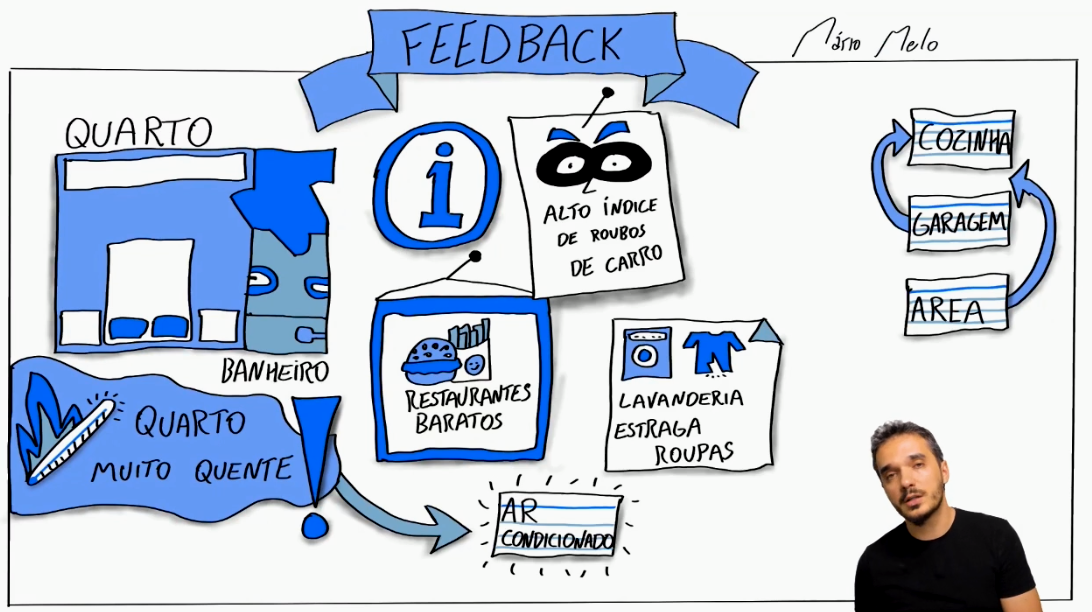 FEEDBACK
Mário Melo
QUARTO
BANHEIRO
QUARTO
MUITO QUENTE
i
ALTO ÍNDICE
DE ROUBOS
DE CARRO
RESTAURANTES
BARATOS
LAVANDERIA
ESTRAGA
ROUPAS
AR
CONDICIONADO
COZINHA
GARAGEM
AREA